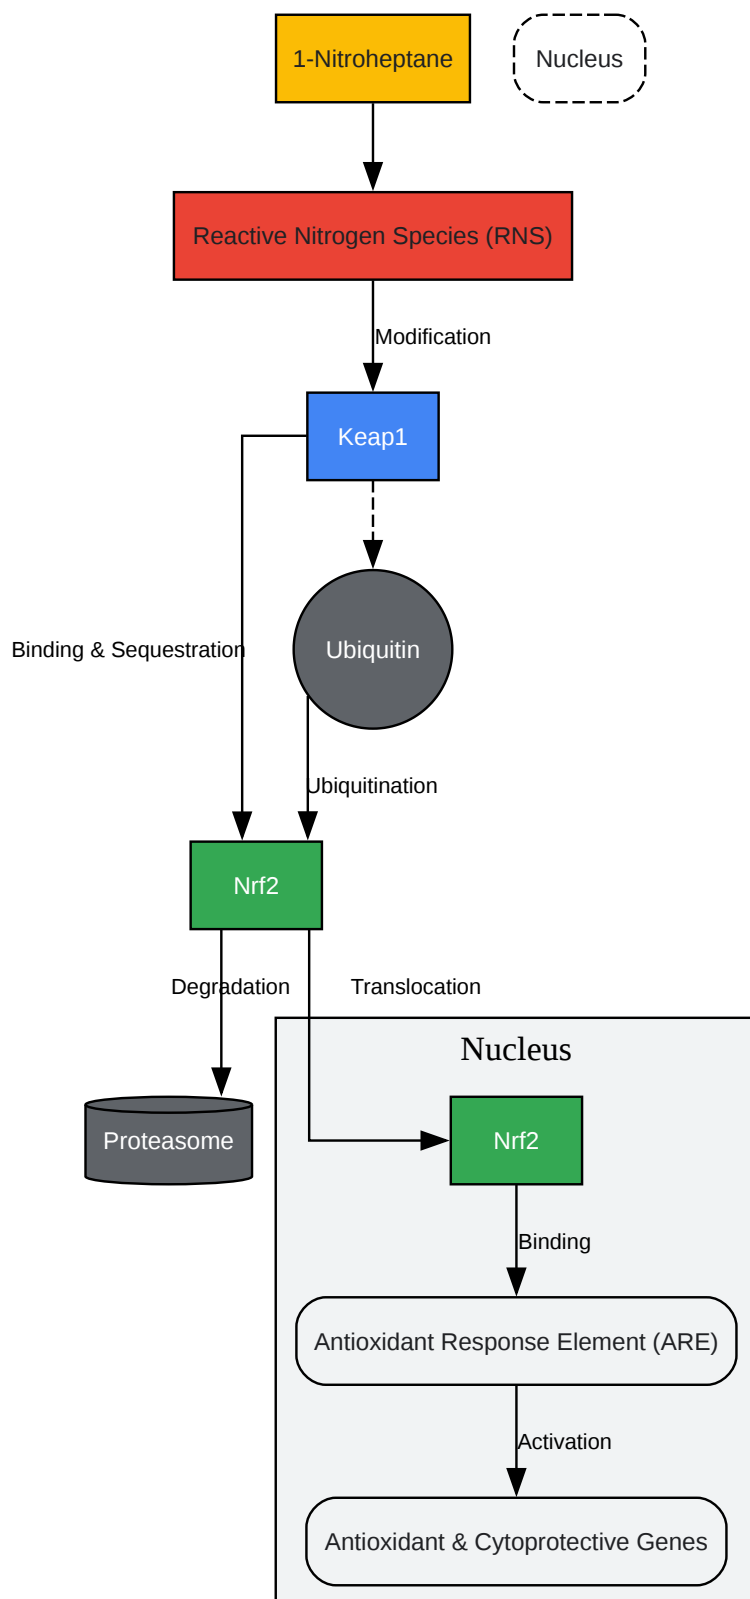 1-Nitroheptane
Nucleus
Reactive Nitrogen Species (RNS)
Modification
Keap1
Binding & Sequestration
Ubiquitin
Ubiquitination
Nrf2
Degradation
Translocation
Nucleus
Proteasome
Nrf2
Binding
Antioxidant Response Element (ARE)
Activation
Antioxidant & Cytoprotective Genes